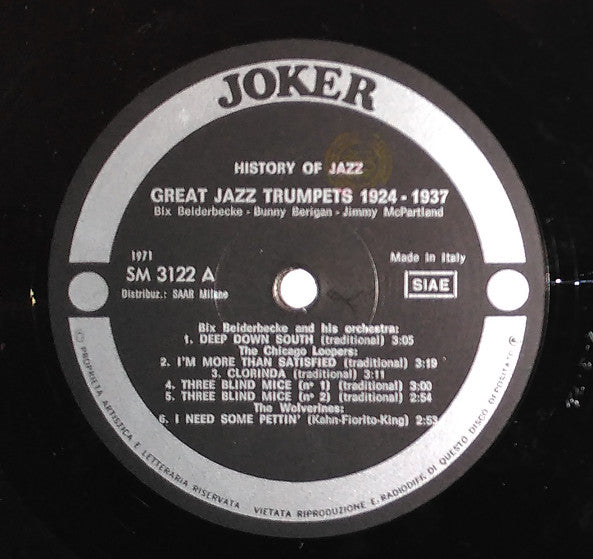 JOKER
HISTORY OF JAZZ
GREAT JAZZ TRUMPETS 1924 - 1937
Bix Beiderbecke - Bunny Berigan - Jimmy McPartland
1971
SM 3122 A
Distribuz.: SAAR Milano
Made in Italy
SIAE
Bix Beiderbecke and his orchestra:
1. DEEP DOWN SOUTH (traditional) 3:05
The Chicago Loopers:
2. I'M MORE THAN SATISFIED (traditional) 3:19
3. CLORINDA (traditional) 3:11
4. THREE BLIND MICE (nº 1) (traditional) 3:00
5. THREE BLIND MICE (nº 2) (traditional) 2:54
The Wolverines:
6. I NEED SOME PETTIN' (Kahn-Fiorito-King) 2:53
© PROPRIETA ARTISTICA E LETTERARIA RISERVATA VIETATA RIPRODUZIONE E RADIODIFF. DI QUESTO DISCO DEPOSITATO ℗